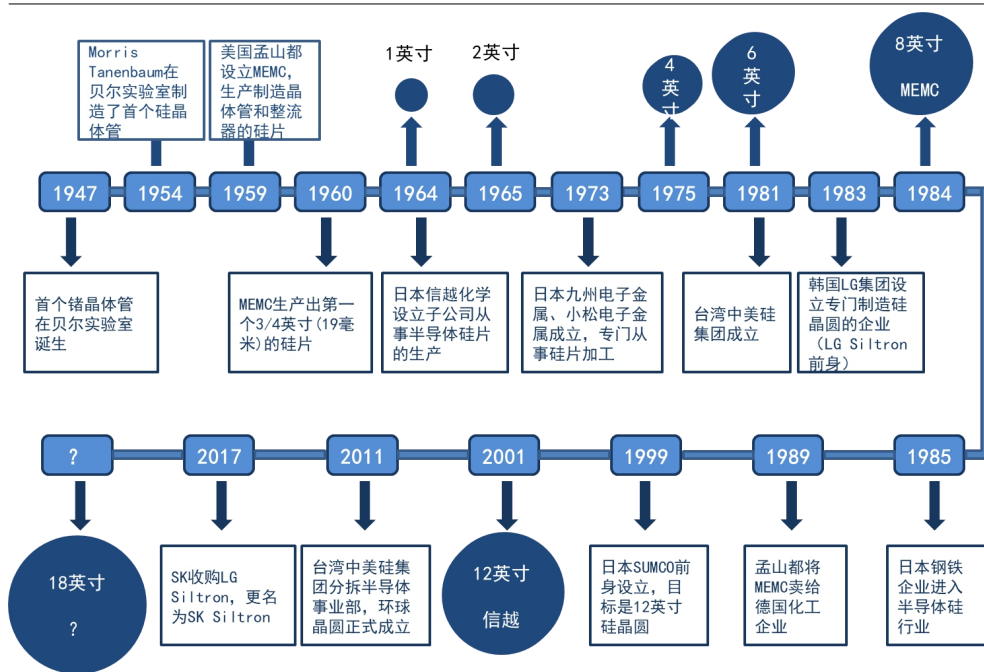 Morris
Tanenbaum在
贝尔实验室制
造了首个硅晶
体管
美国孟山都
设立MEMC，
生产制造晶
体管和整流
器的硅片
1英寸
2英寸
4
英
寸
6
英
寸
8英寸
MEMC
1947
1954
1959
1960
1964
1965
1973
1975
1981
1983
1984
首个锗晶体管
在贝尔实验室
诞生
MEMC生产出第一
个3/4英寸(19毫
米)的硅片
日本信越化学
设立子公司从
事半导体硅片
的生产
日本九州电子金
属、小松电子金
属成立，专门从
事硅片加工
台湾中美硅
集团成立
韩国LG集团设
立专门制造硅
晶圆的企业
（LG Siltron
前身）
?
2017
2011
2001
1999
1989
1985
18英寸
?
SK收购LG
Siltron，更名
为SK Siltron
台湾中美硅集
团分拆半导体
事业部，环球
晶圆正式成立
12英寸
信越
日本SUMCO前
身设立，目
标是12英寸
硅晶圆
孟山都将
MEMC卖给
德国化工
企业
日本钢铁
企业进入
半导体硅
行业